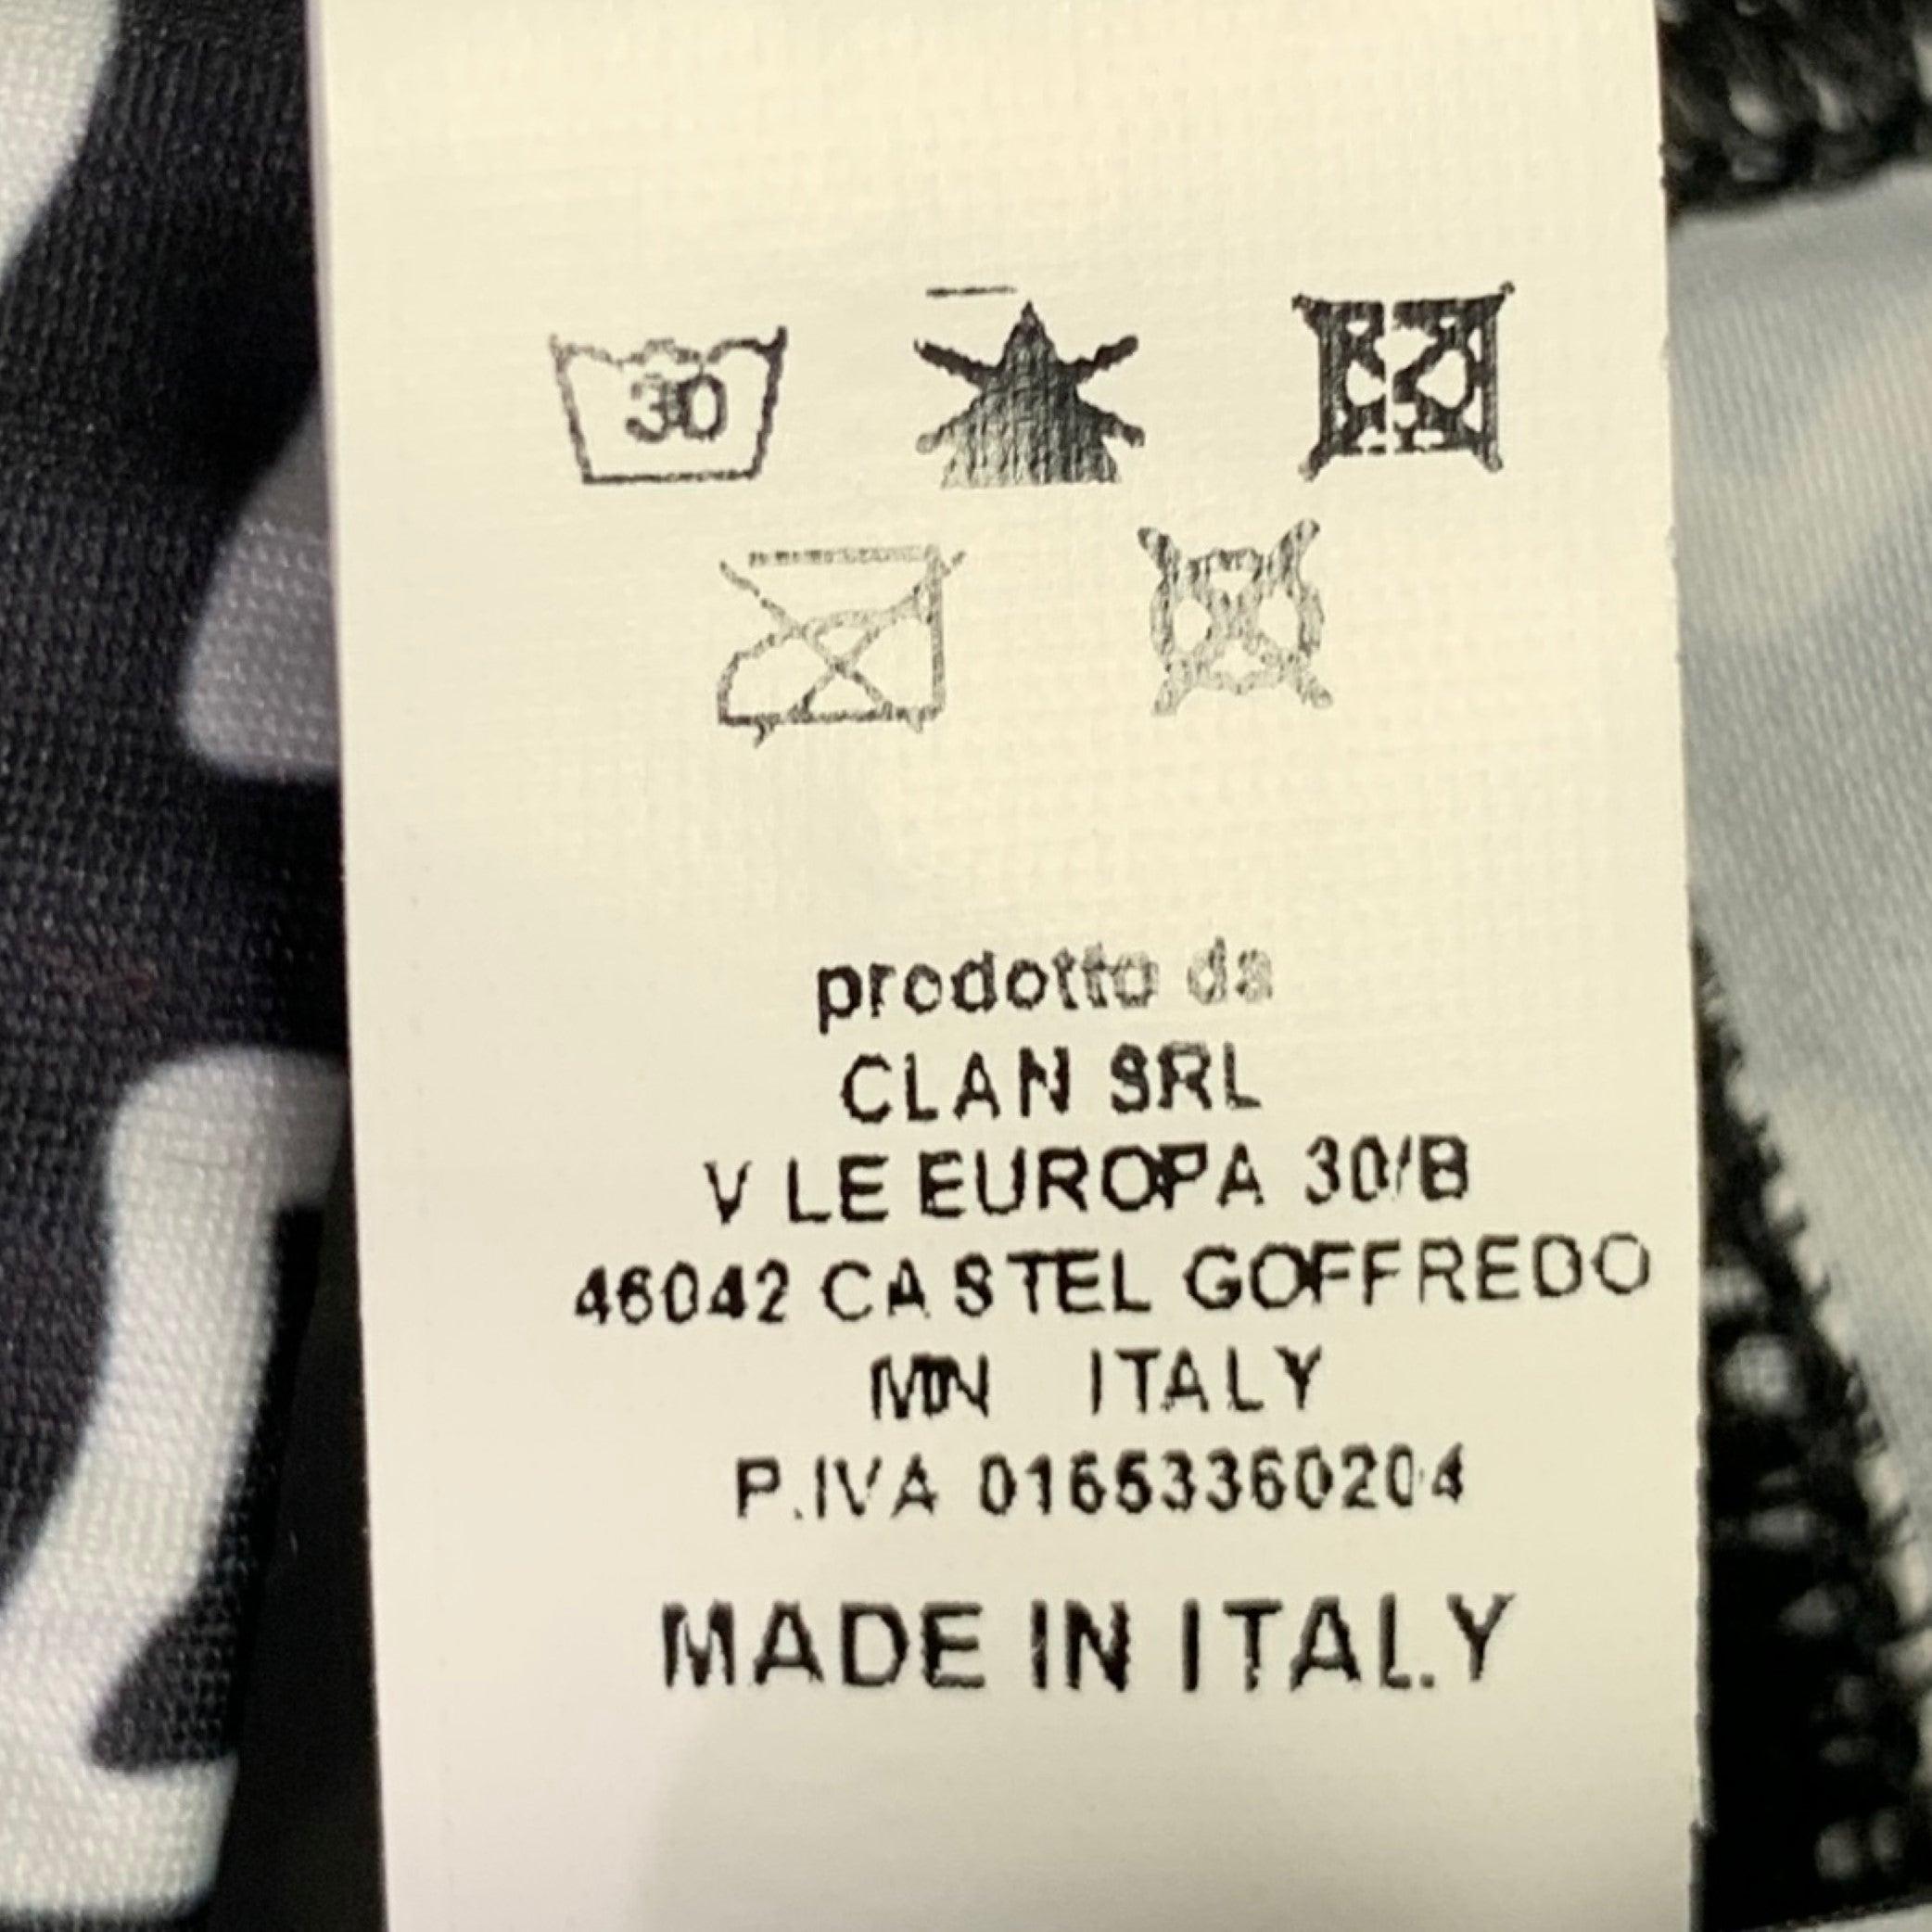 30
prodotto da
CLAN SRL
V LE EUROPA 30/B
46042 CASTEL GOFFREDO
MN ITALY
P.IVA 01653360204
MADE IN ITALY